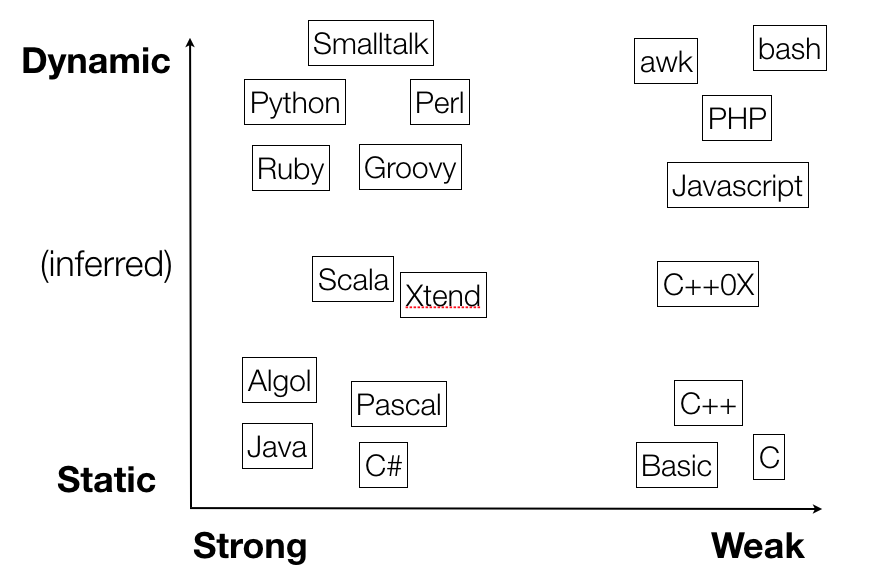 Smalltalk
Dynamic
awk
bash
Python
Perl
PHP
Ruby
Groovy
Javascript
(inferred)
Scala
Xtend
C++0X
Algol
Pascal
C++
Java
C#
Basic
C
Static
Strong
Weak